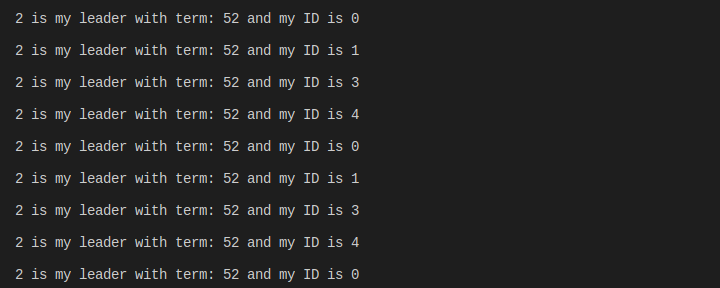 2 is my leader with term: 52 and my ID is 0
2 is my leader with term: 52 and my ID is 1
2 is my leader with term: 52 and my ID is 3
2 is my leader with term: 52 and my ID is 4
2 is my leader with term: 52 and my ID is 0
2 is my leader with term: 52 and my ID is 1
2 is my leader with term: 52 and my ID is 3
2 is my leader with term: 52 and my ID is 4
2 is my leader with term: 52 and my ID is 0